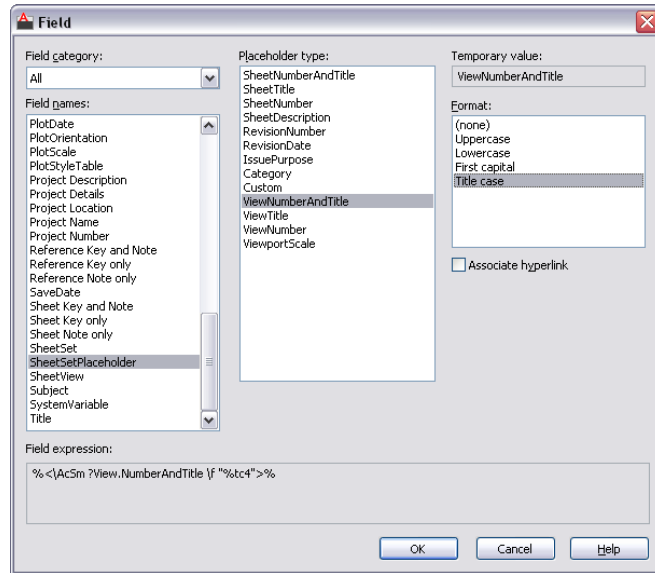 Field
Field category:
All
Field names:
PlotDate
PlotOrientation
PlotScale
PlotStyleTable
Project Description
Project Details
Project Location
Project Name
Project Number
Reference Key and Note
Reference Key only
Reference Note only
SaveDate
Sheet Key and Note
Sheet Key only
Sheet Note only
SheetSet
SheetSetPlaceholder
SheetView
Subject
SystemVariable
Title
Placeholder type:
SheetNumberAndTitle
SheetTitle
SheetNumber
SheetDescription
RevisionNumber
RevisionDate
IssuePurpose
Category
Custom
ViewNumberAndTitle
ViewTitle
ViewNumber
ViewportScale
Temporary value:
ViewNumberAndTitle
Format:
(none)
Uppercase
Lowercase
First capital
Title case
Associate hyperlink
Field expression:
%<\AcSm ?View.NumberAndTitle \f "%tc4">%
OK
Cancel
Help